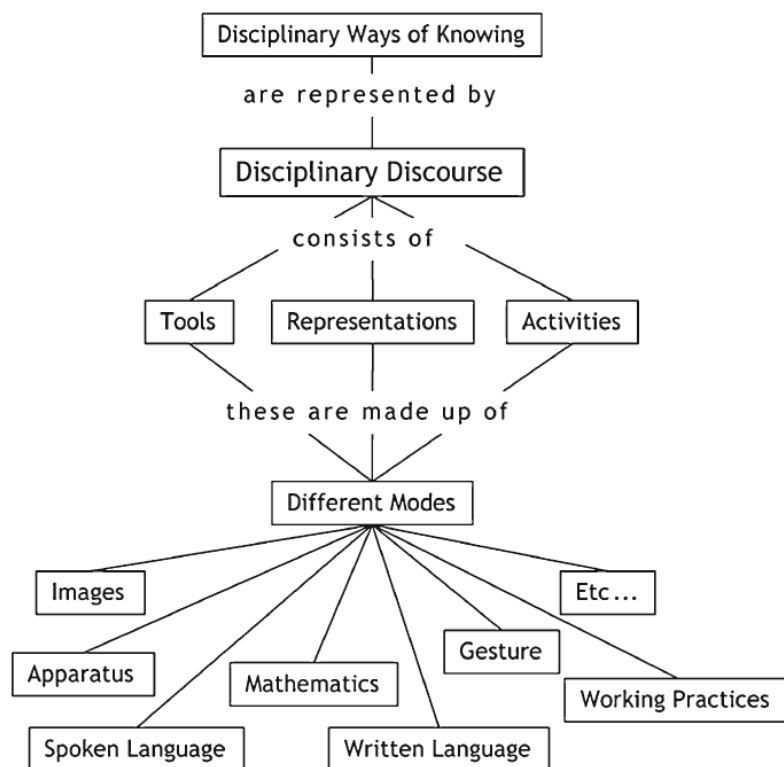 Disciplinary Ways of Knowing
are represented by
Disciplinary Discourse
consists of
Tools
Representations
Activities
these are made up of
Different Modes
Images
Etc...
Gesture
Apparatus
Mathematics
Working Practices
Spoken Language
Written Language